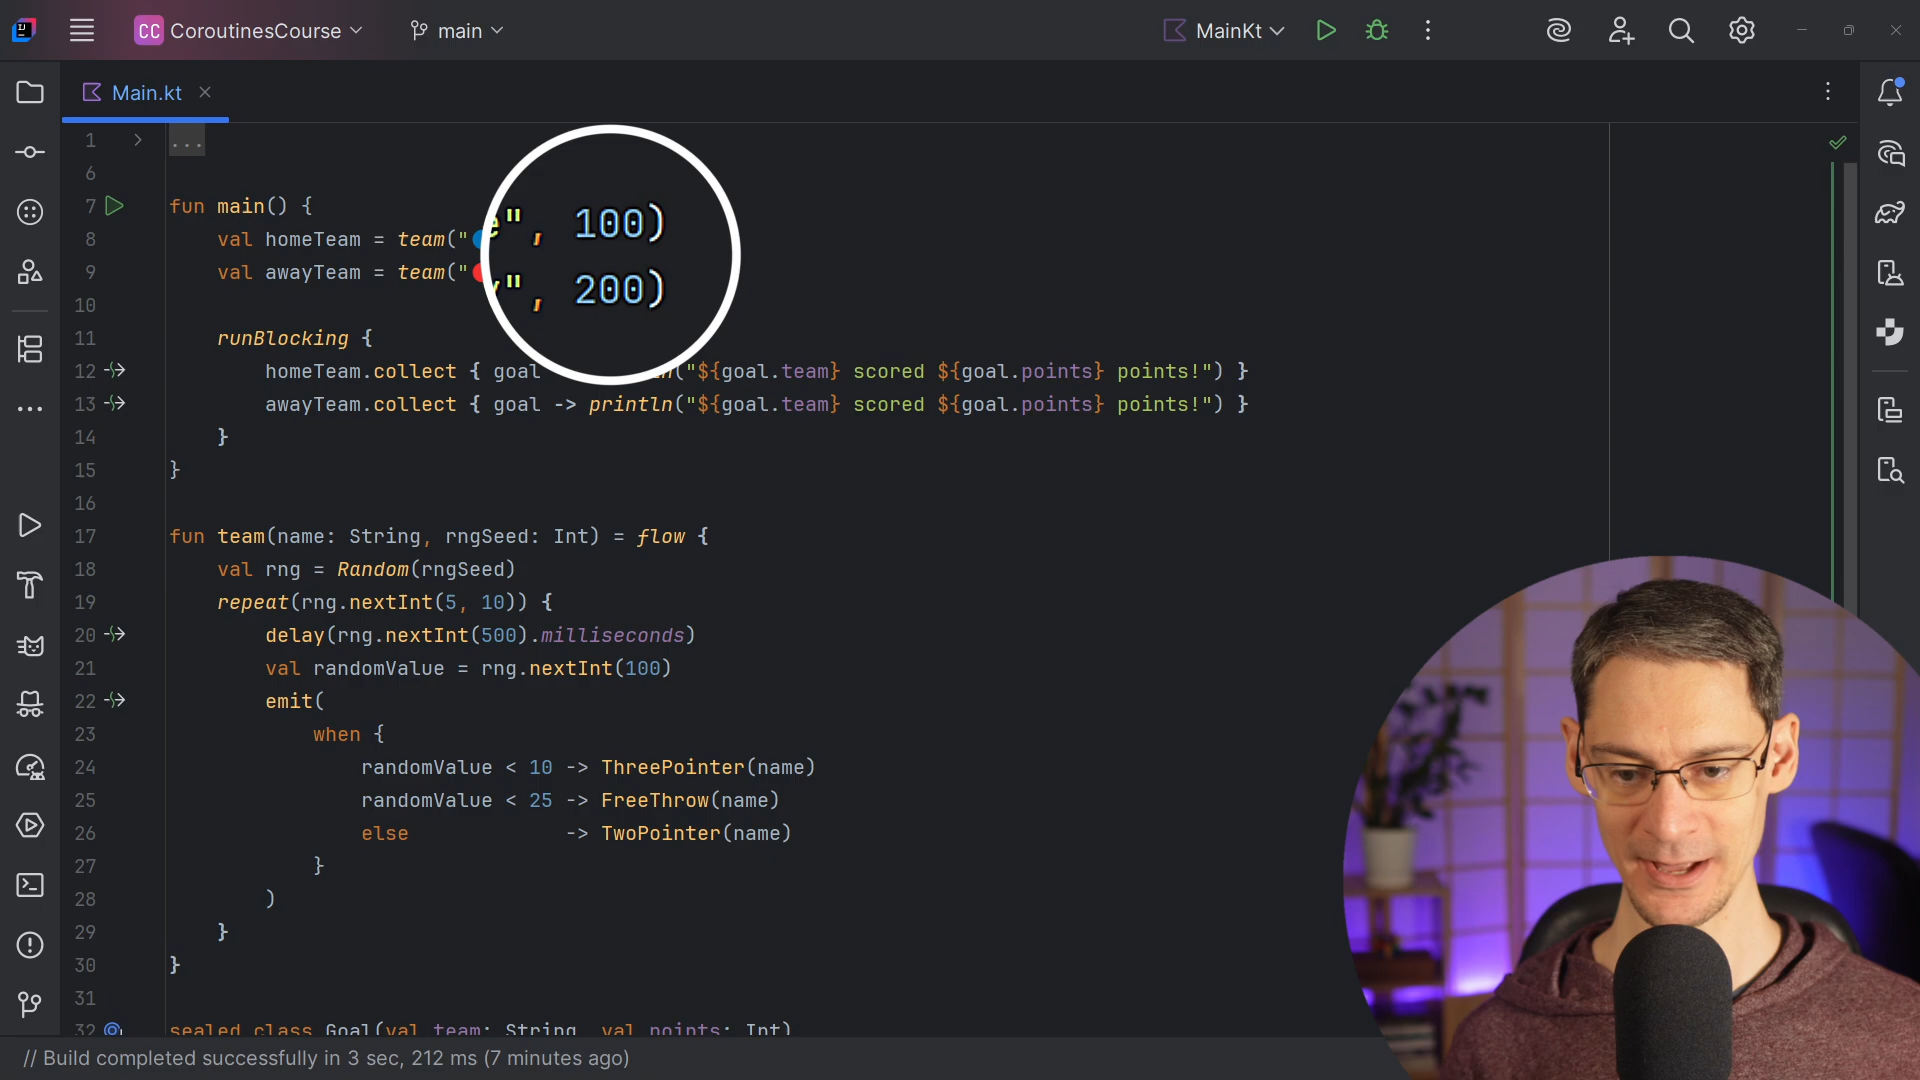 CC CoroutinesCourse main MainKt
Main.kt
1 ...
6
7 fun main() {
8 val homeTeam = team("🔵 e", 100)
9 val awayTeam = team("🔴 y", 200)
10
11 runBlocking {
12 homeTeam.collect { goal n("${goal.team} scored ${goal.points} points!") }
13 awayTeam.collect { goal -> println("${goal.team} scored ${goal.points} points!") }
14 }
15 }
16
17 fun team(name: String, rngSeed: Int) = flow {
18 val rng = Random(rngSeed)
19 repeat(rng.nextInt(5, 10)) {
20 delay(rng.nextInt(500).milliseconds)
21 val randomValue = rng.nextInt(100)
22 emit(
23 when {
24 randomValue < 10 -> ThreePointer(name)
25 randomValue < 25 -> FreeThrow(name)
26 else -> TwoPointer(name)
27 }
28 )
29 }
30 }
31
32 sealed class Goal(val team: String, val points: Int)
// Build completed successfully in 3 sec, 212 ms (7 minutes ago)